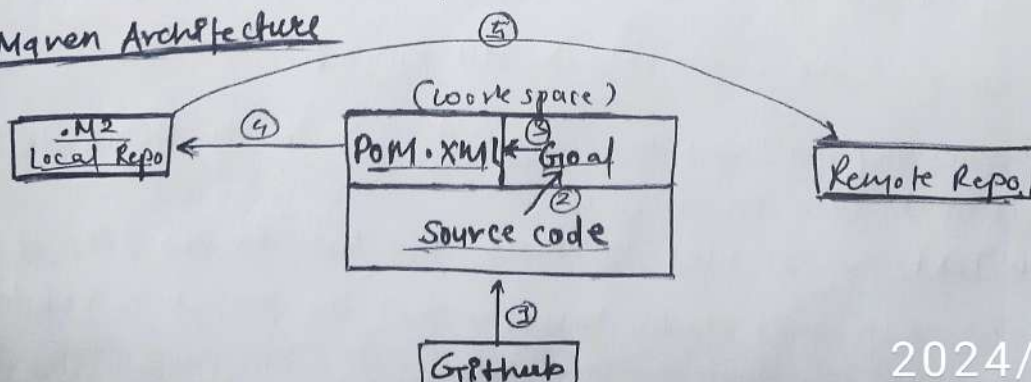 Maven Architecture
⑤
(Workspace)
.M2
Local Repo
④
POM.XML
③
Goal
Remote Repo.
②
Source code
①
Github
2024/